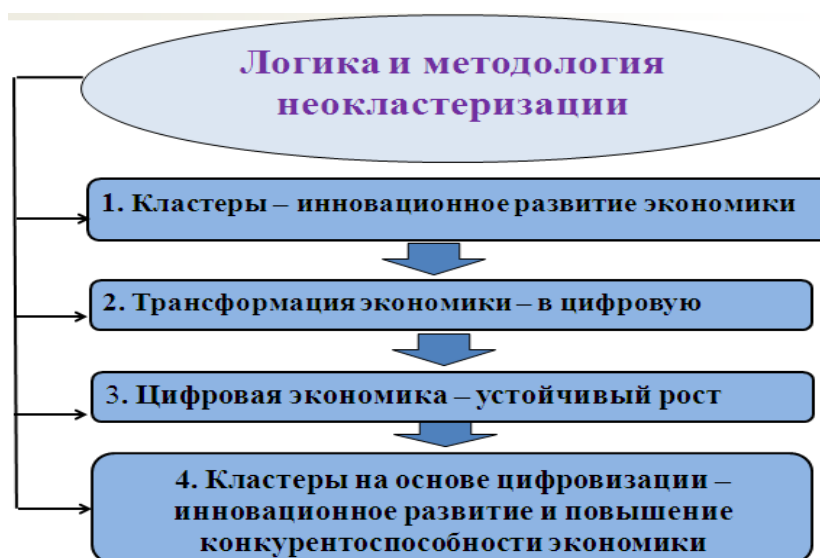 Логика и методология
неокластеризации
1. Кластеры – инновационное развитие экономики
2. Трансформация экономики – в цифровую
3. Цифровая экономика – устойчивый рост
4. Кластеры на основе цифровизации –
инновационное развитие и повышение
конкурентоспособности экономики